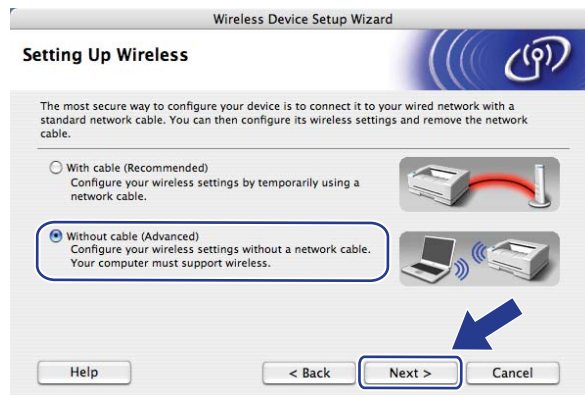 Wireless Device Setup Wizard
Setting Up Wireless
The most secure way to configure your device is to connect it to your wired network with a
standard network cable. You can then configure its wireless settings and remove the network
cable.
With cable (Recommended)
Configure your wireless settings by temporarily using a
network cable.
Without cable (Advanced)
Configure your wireless settings without a network cable.
Your computer must support wireless.
Help
< Back
Next >
Cancel